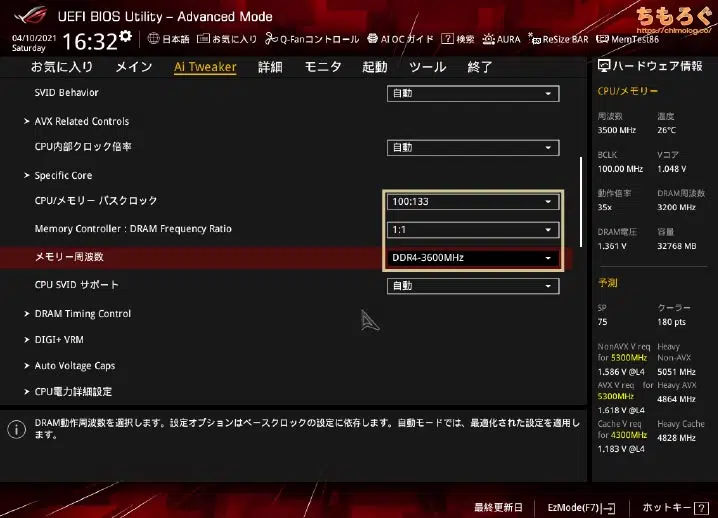 ちもろぐ
https://chimolog.co/
UEFI BIOS Utility – Advanced Mode
04/10/2021
Saturday
16:32
日本語
お気に入り
Q-Fanコントロール
AI OC ガイド
? 検索
AURA
ReSize BAR
MemTest86
お気に入り メイン Ai Tweaker 詳細 モニタ 起動 ツール 終了
SVID Behavior 自動
> AVX Related Controls
CPU内部クロック倍率 自動
> Specific Core
CPU/メモリー バスクロック 100:133
Memory Controller : DRAM Frequency Ratio 1:1
メモリー周波数 DDR4-3600MHz
CPU SVID サポート 自動
> DRAM Timing Control
> DIGI+ VRM
> Auto Voltage Caps
> CPU電力詳細設定
DRAM動作周波数を選択します。設定オプションはベースクロックの設定に依存します。自動モードでは、最適化された設定を適用し
ます。
ハードウェア情報
CPU/メモリー
周波数 温度
3500 MHz 26°C
BCLK Vコア
100.00 MHz 1.048 V
動作倍率 DRAM周波数
35x 3200 MHz
DRAM電圧 容量
1.361 V 32768 MB
予測
SP クーラー
75 180 pts
NonAVX V req Heavy
for 5300MHz Non-AVX
1.586 V @L4 5051 MHz
AVX V req for Heavy AVX
5300MHz 4864 MHz
1.618 V @L4
Cache V req Heavy Cache
for 4300MHz 4828 MHz
1.183 V @L4
最終更新日 EzMode(F7) ホットキー ?